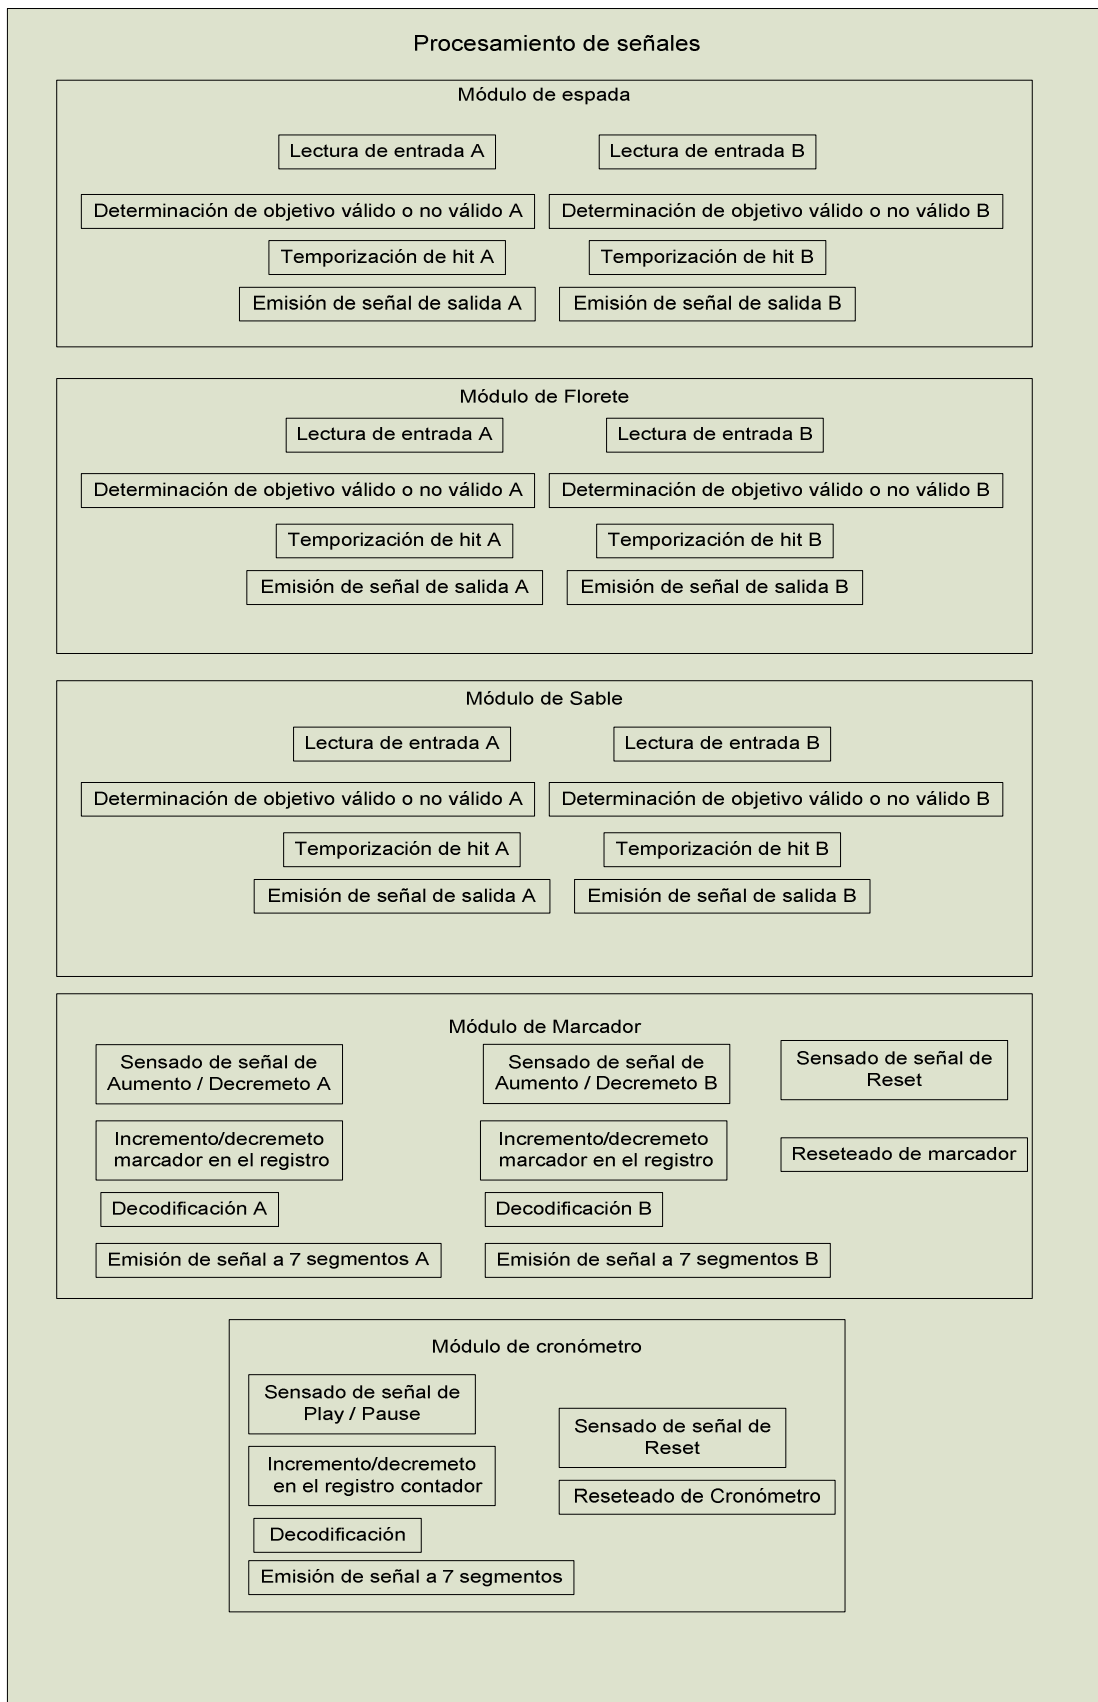 Procesamiento de señales
Módulo de espada
Lectura de entrada A
Lectura de entrada B
Determinación de objetivo válido o no válido A
Determinación de objetivo válido o no válido B
Temporización de hit A
Temporización de hit B
Emisión de señal de salida A
Emisión de señal de salida B
Módulo de Florete
Lectura de entrada A
Lectura de entrada B
Determinación de objetivo válido o no válido A
Determinación de objetivo válido o no válido B
Temporización de hit A
Temporización de hit B
Emisión de señal de salida A
Emisión de señal de salida B
Módulo de Sable
Lectura de entrada A
Lectura de entrada B
Determinación de objetivo válido o no válido A
Determinación de objetivo válido o no válido B
Temporización de hit A
Temporización de hit B
Emisión de señal de salida A
Emisión de señal de salida B
Módulo de Marcador
Sensado de señal de
Aumento / Decremeto A
Sensado de señal de
Aumento / Decremeto B
Sensado de señal de
Reset
Incremento/decremeto
marcador en el registro
Incremento/decremeto
marcador en el registro
Reseteado de marcador
Decodificación A
Decodificación B
Emisión de señal a 7 segmentos A
Emisión de señal a 7 segmentos B
Módulo de cronómetro
Sensado de señal de
Play / Pause
Sensado de señal de
Reset
Incremento/decremeto
en el registro contador
Reseteado de Cronómetro
Decodificación
Emisión de señal a 7 segmentos